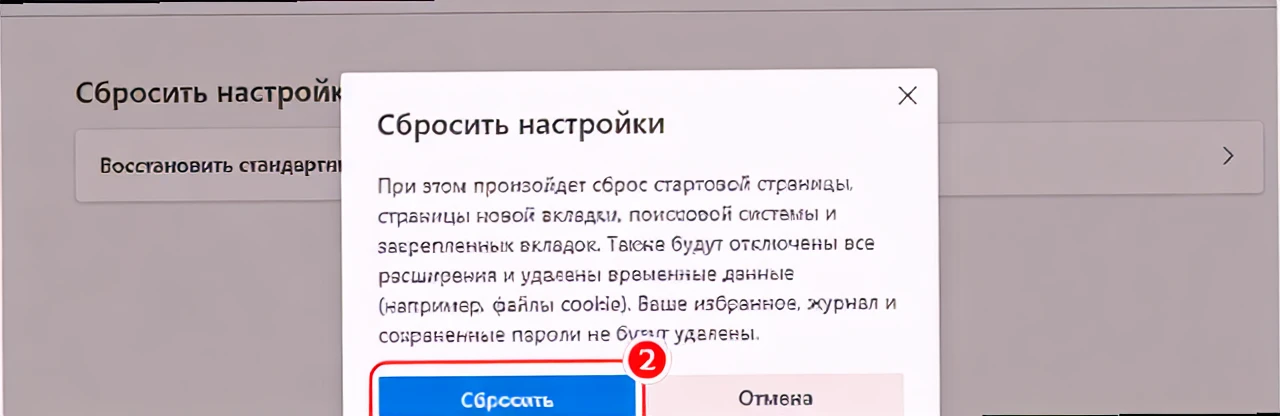 Сбросить настройк
Восстановить стандартн
Сбросить настройки
При этом произойдет сброс стартовой страницы,
страницы новой вкладки, поисковой системы и
закрепленных вкладок. Также будут отключены все
расширения и удалены временные данные
(например, файлы cookie). Ваше избранное, журнал и
сохраненные пароли не будут удалены.
2
Сбросить Отмена